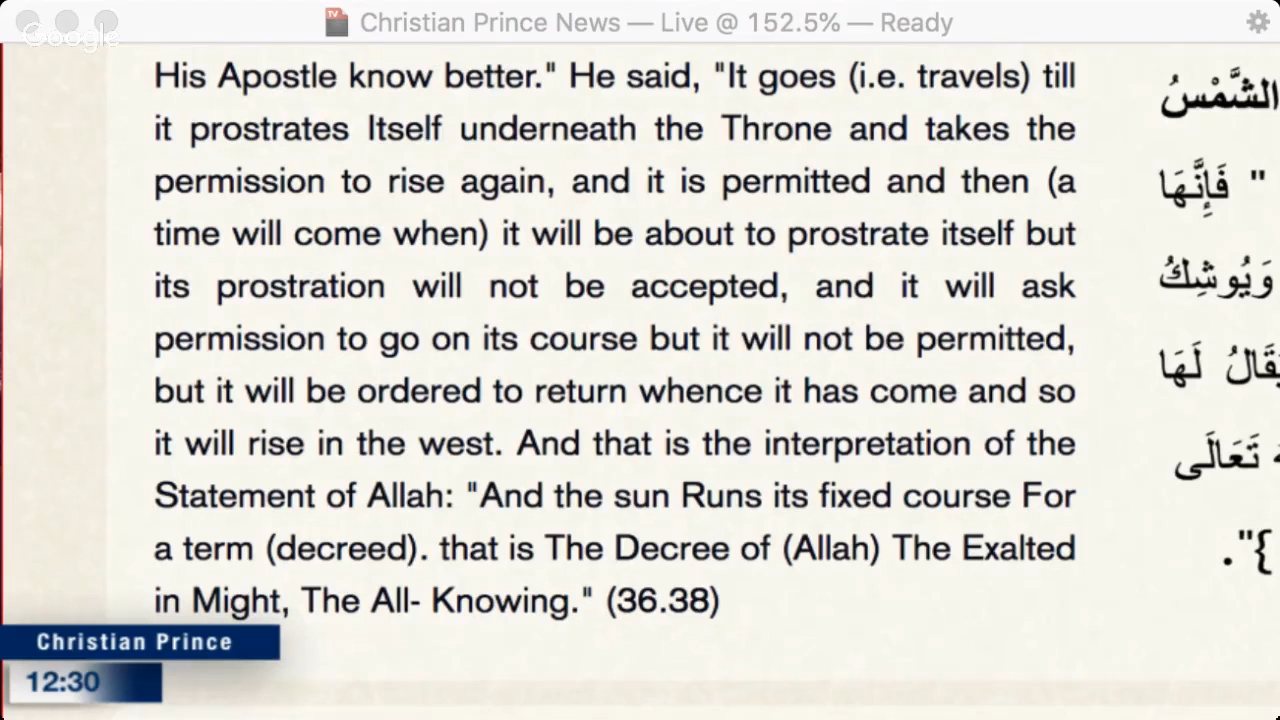 Christian Prince News — Live @ 152.5% — Ready
Google
His Apostle know better." He said, "It goes (i.e. travels) till
it prostrates Itself underneath the Throne and takes the
permission to rise again, and it is permitted and then (a
time will come when) it will be about to prostrate itself but
its prostration will not be accepted, and it will ask
permission to go on its course but it will not be permitted,
but it will be ordered to return whence it has come and so
it will rise in the west. And that is the interpretation of the
Statement of Allah: "And the sun Runs its fixed course For
a term (decreed). that is The Decree of (Allah) The Exalted
in Might, The All- Knowing." (36.38)
الشَّمْسُ
" فَإِنَّهَا
وَيُوشِكُ
لَهَا
تَعَالَى
}".
Christian Prince
12:30